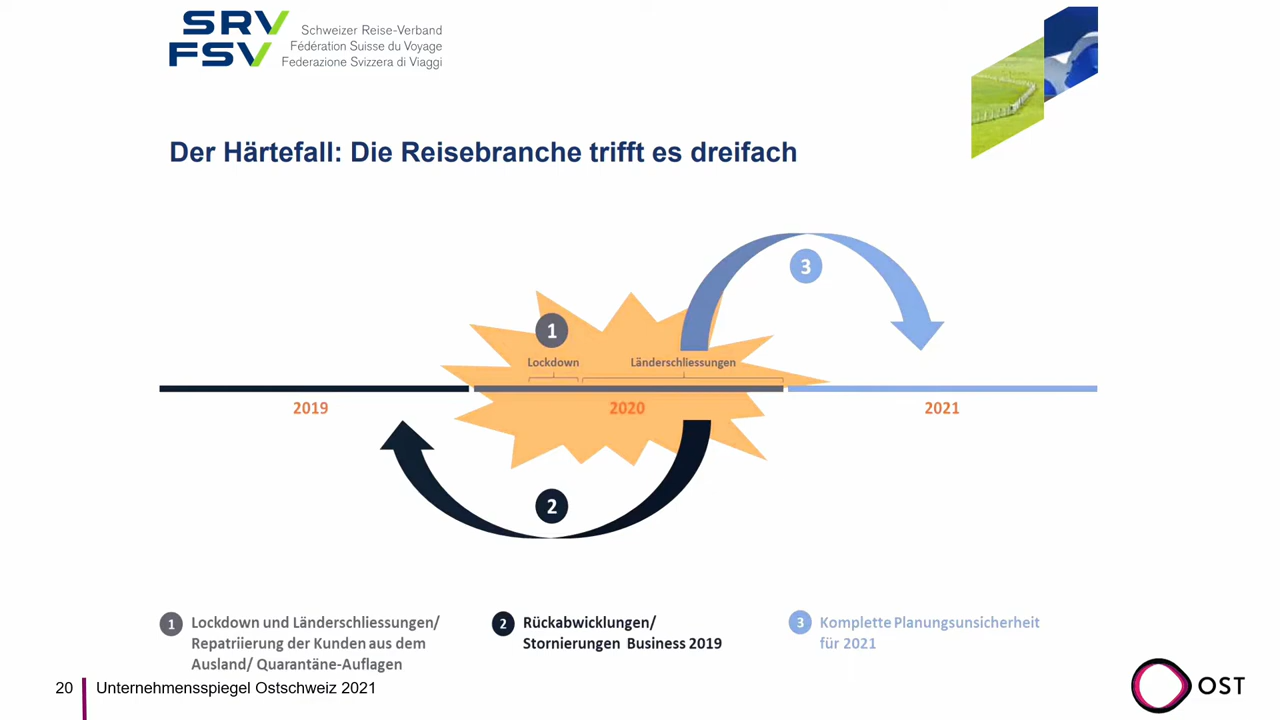 SRV
FSV
Schweizer Reise-Verband
Fédération Suisse du Voyage
Federazione Svizzera di Viaggi
Der Härtefall: Die Reisebranche trifft es dreifach
3
1
Lockdown
Länderschliessungen
2019
2020
2021
2
1
Lockdown und Länderschliessungen/
Repatriierung der Kunden aus dem
Ausland/ Quarantäne-Auflagen
2
Rückabwicklungen/
Stornierungen Business 2019
3
Komplette Planungsunsicherheit
für 2021
20
Unternehmensspiegel Ostschweiz 2021
OST